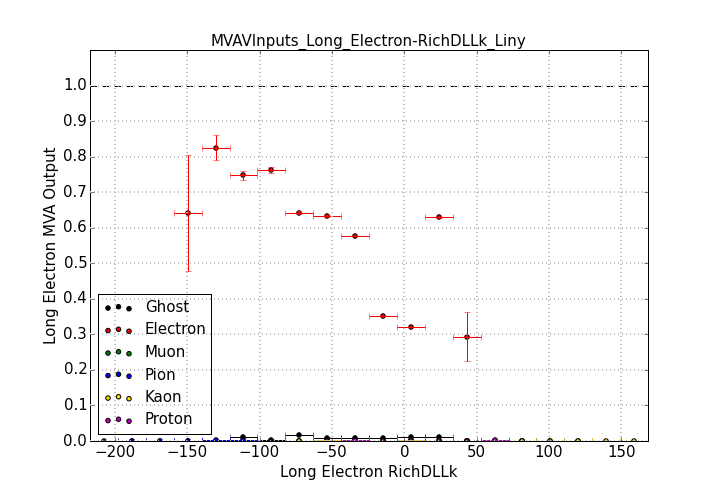 MVAVInputs_Long_Electron-RichDLLk_Liny
Long Electron MVA Output
1.0
0.9
0.8
0.7
0.6
0.5
0.4
0.3
0.2
0.1
0.0
Ghost
Electron
Muon
Pion
Kaon
Proton
−200 −150 −100 −50 0 50 100 150
Long Electron RichDLLk